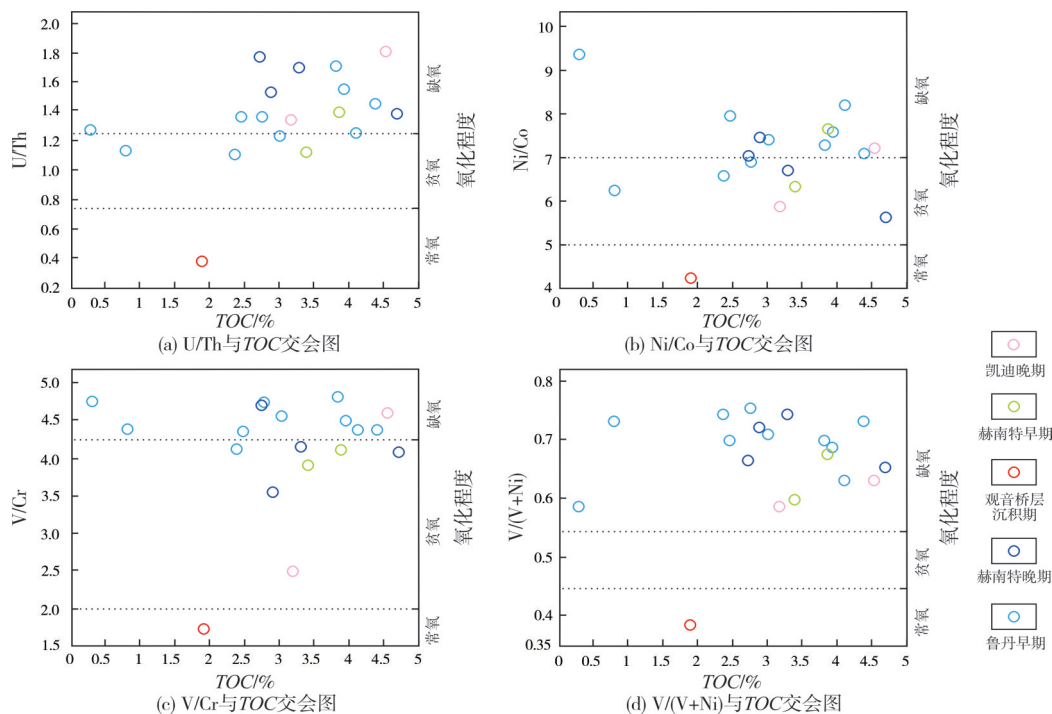 2.0
1.8
1.6
1.4
1.2
1.0
0.8
0.6
0.4
0.2
U/Th
0
0.5
1
1.5
2
2.5
3
3.5
4
4.5
5
TOC/%
缺氧
贫氧
常氧
氧化程度
(a) U/Th与TOC交会图
10
9
8
7
6
5
4
Ni/Co
0
0.5
1
1.5
2
2.5
3
3.5
4
4.5
5
TOC/%
缺氧
贫氧
常氧
氧化程度
(b) Ni/Co与TOC交会图
5.0
4.5
4.0
3.5
3.0
2.5
2.0
1.5
V/Cr
0
0.5
1
1.5
2
2.5
3
3.5
4
4.5
5
TOC/%
缺氧
贫氧
常氧
氧化程度
(c) V/Cr与TOC交会图
0.8
0.7
0.6
0.5
0.4
0.35
V/(V+Ni)
0
0.5
1
1.5
2
2.5
3
3.5
4
4.5
5
TOC/%
缺氧
贫氧
常氧
氧化程度
(d) V/(V+Ni)与TOC交会图
凯迪晚期
赫南特早期
观音桥层
沉积期
赫南特晚期
鲁丹早期